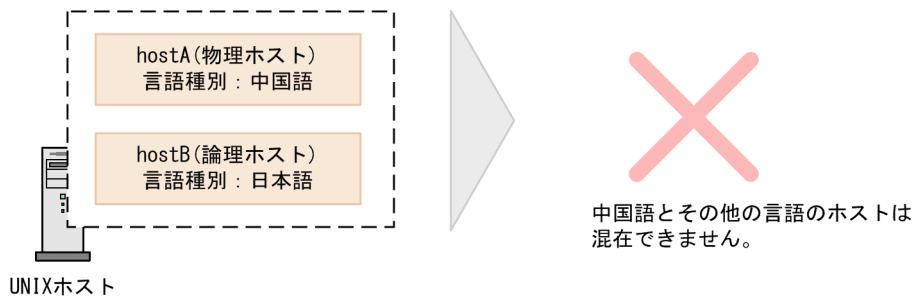 hostA(物理ホスト)
言語種別：中国語
hostB(論理ホスト)
言語種別：日本語
UNIXホスト
中国語とその他の言語のホストは
混在できません。